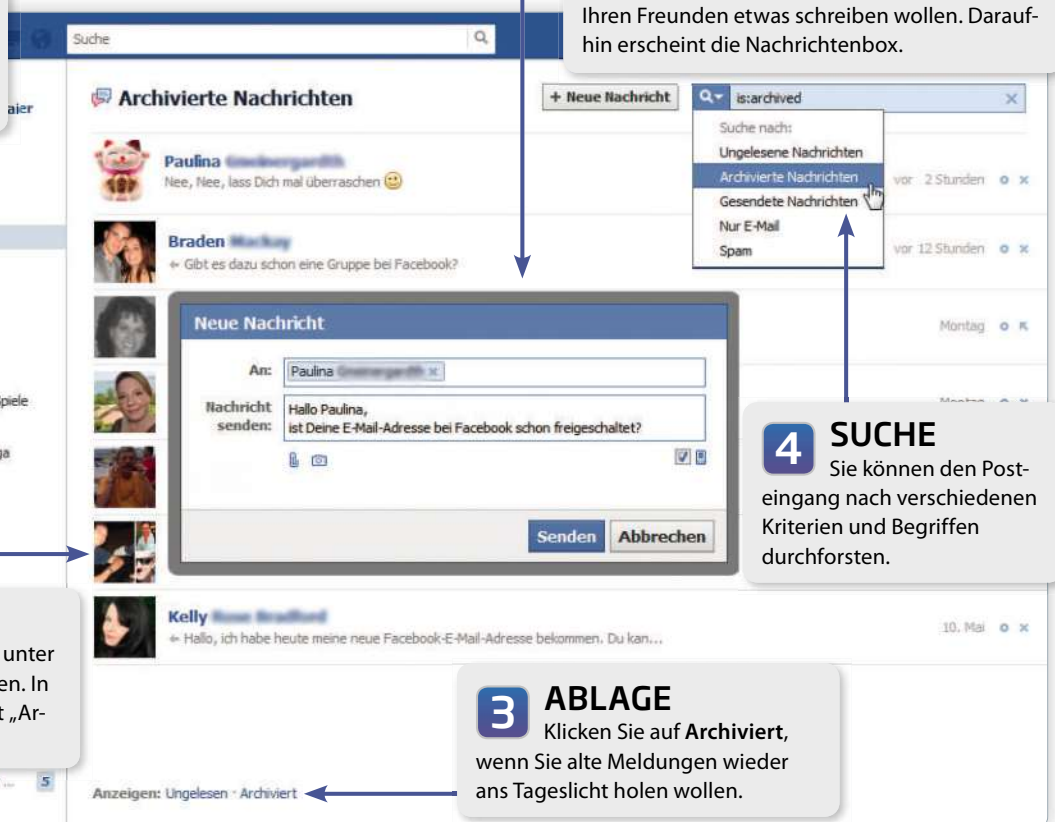 Ihren Freunden etwas schreiben wollen. Darauf-
hin erscheint die Nachrichtenbox.
Suche
aier
Archivierte Nachrichten
+ Neue Nachricht
is:archived
Suche nach:
Ungelesene Nachrichten
Archivierte Nachrichten
Gesendete Nachrichten
Nur E-Mail
Spam
Paulina
Nee, Nee, lass Dich mal überraschen
vor 2 Stunden
Braden
Gibt es dazu schon eine Gruppe bei Facebook?
vor 12 Stunden
Montag
Neue Nachricht
An: Paulina
Nachricht senden:
Hallo Paulina,
ist Deine E-Mail-Adresse bei Facebook schon freigeschaltet?
Senden Abbrechen
piele
ga
4 SUCHE
Sie können den Post-
eingang nach verschiedenen
Kriterien und Begriffen
durchforsten.
Kelly
Hallo, ich habe heute meine neue Facebook-E-Mail-Adresse bekommen. Du kan...
10. Mai
unter
en. In
t „Ar-
3 ABLAGE
Klicken Sie auf Archiviert,
wenn Sie alte Meldungen wieder
ans Tageslicht holen wollen.
... 5
Anzeigen: Ungelesen · Archiviert